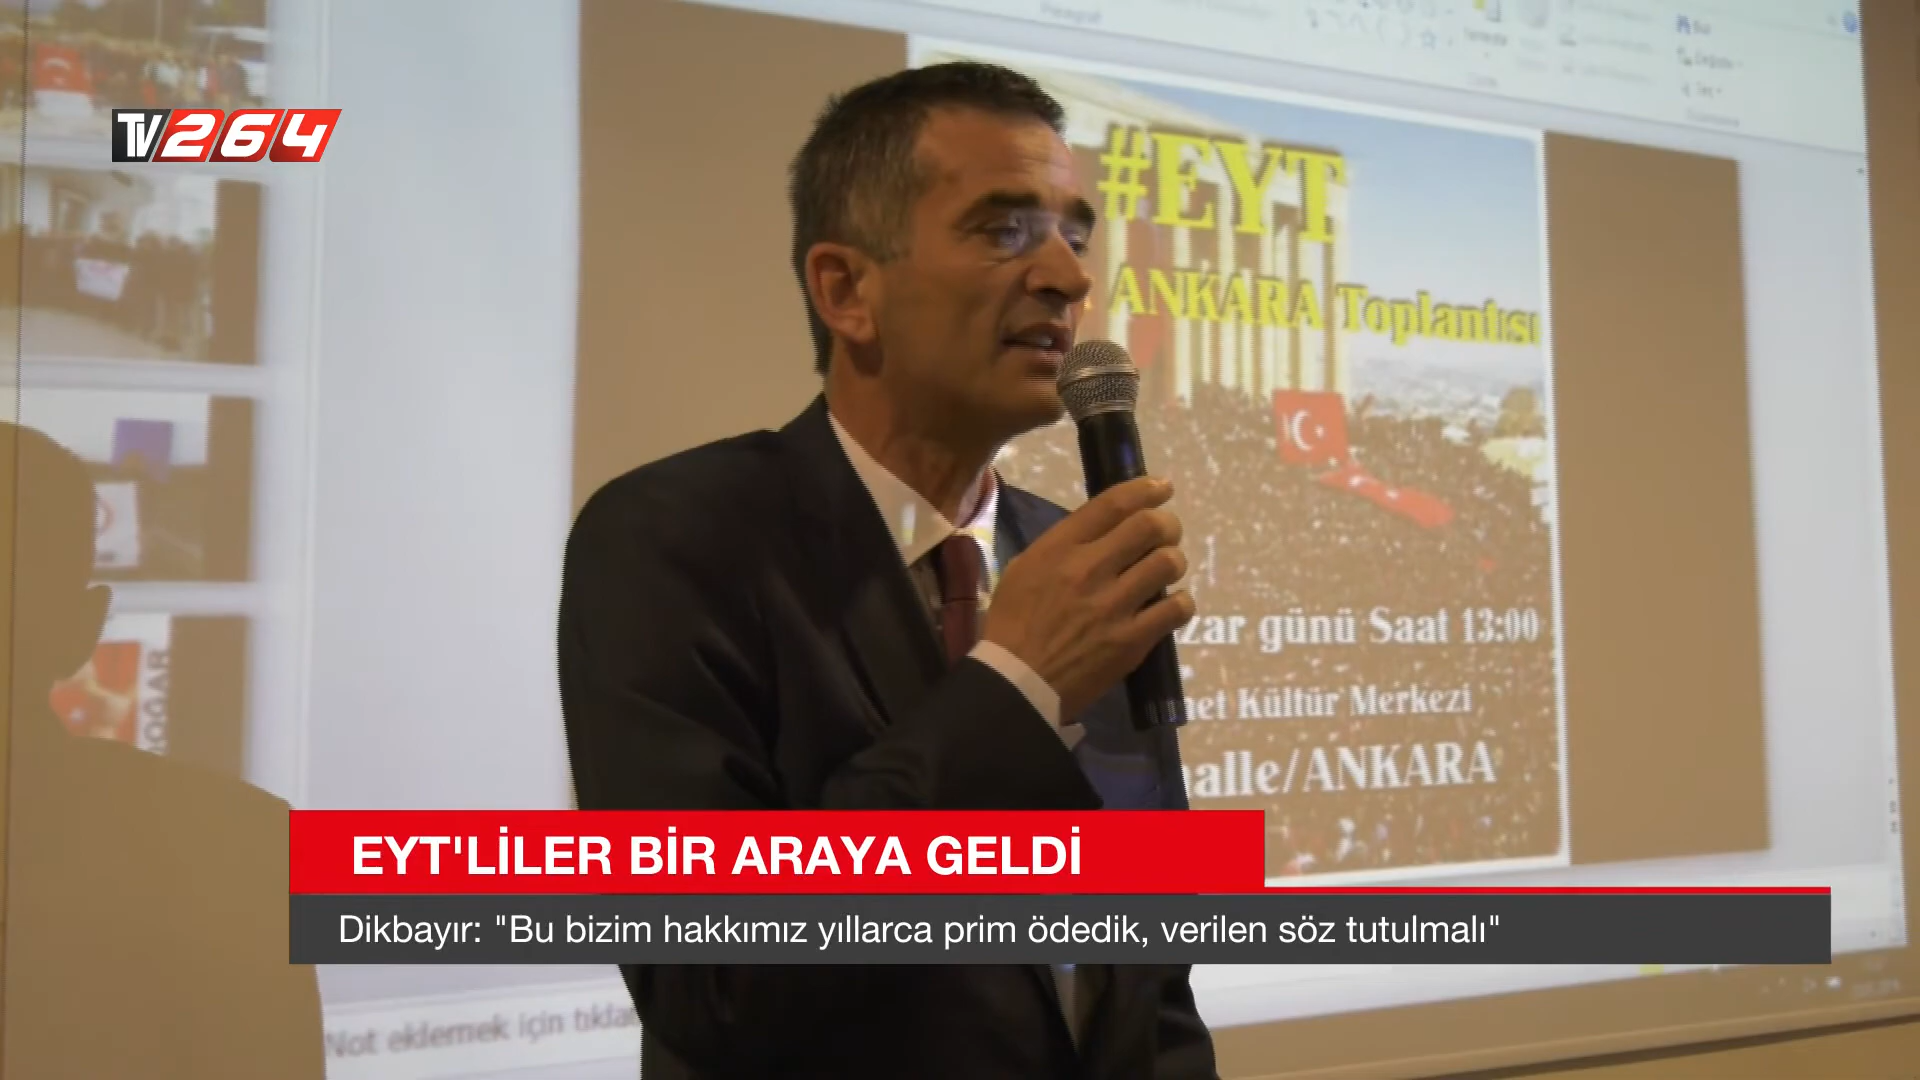 TV264
#EYT
ANKARA Toplantısı
zar günü Saat 13:00
net Kültür Merkezi
alle/ANKARA
EYT'LİLER BİR ARAYA GELDİ
Dikbayır: "Bu bizim hakkımız yıllarca prim ödedik, verilen söz tutulmalı"
Not eklemek için tıkla